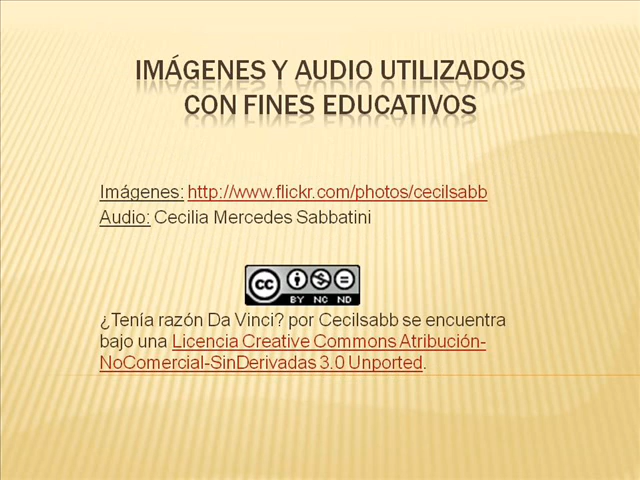 IMÁGENES Y AUDIO UTILIZADOS
CON FINES EDUCATIVOS
Imágenes: http://www.flickr.com/photos/cecilsabb
Audio: Cecilia Mercedes Sabbatini
cc
BY NC ND
¿Tenía razón Da Vinci? por Cecilsabb se encuentra
bajo una Licencia Creative Commons Atribución-
NoComercial-SinDerivadas 3.0 Unported.